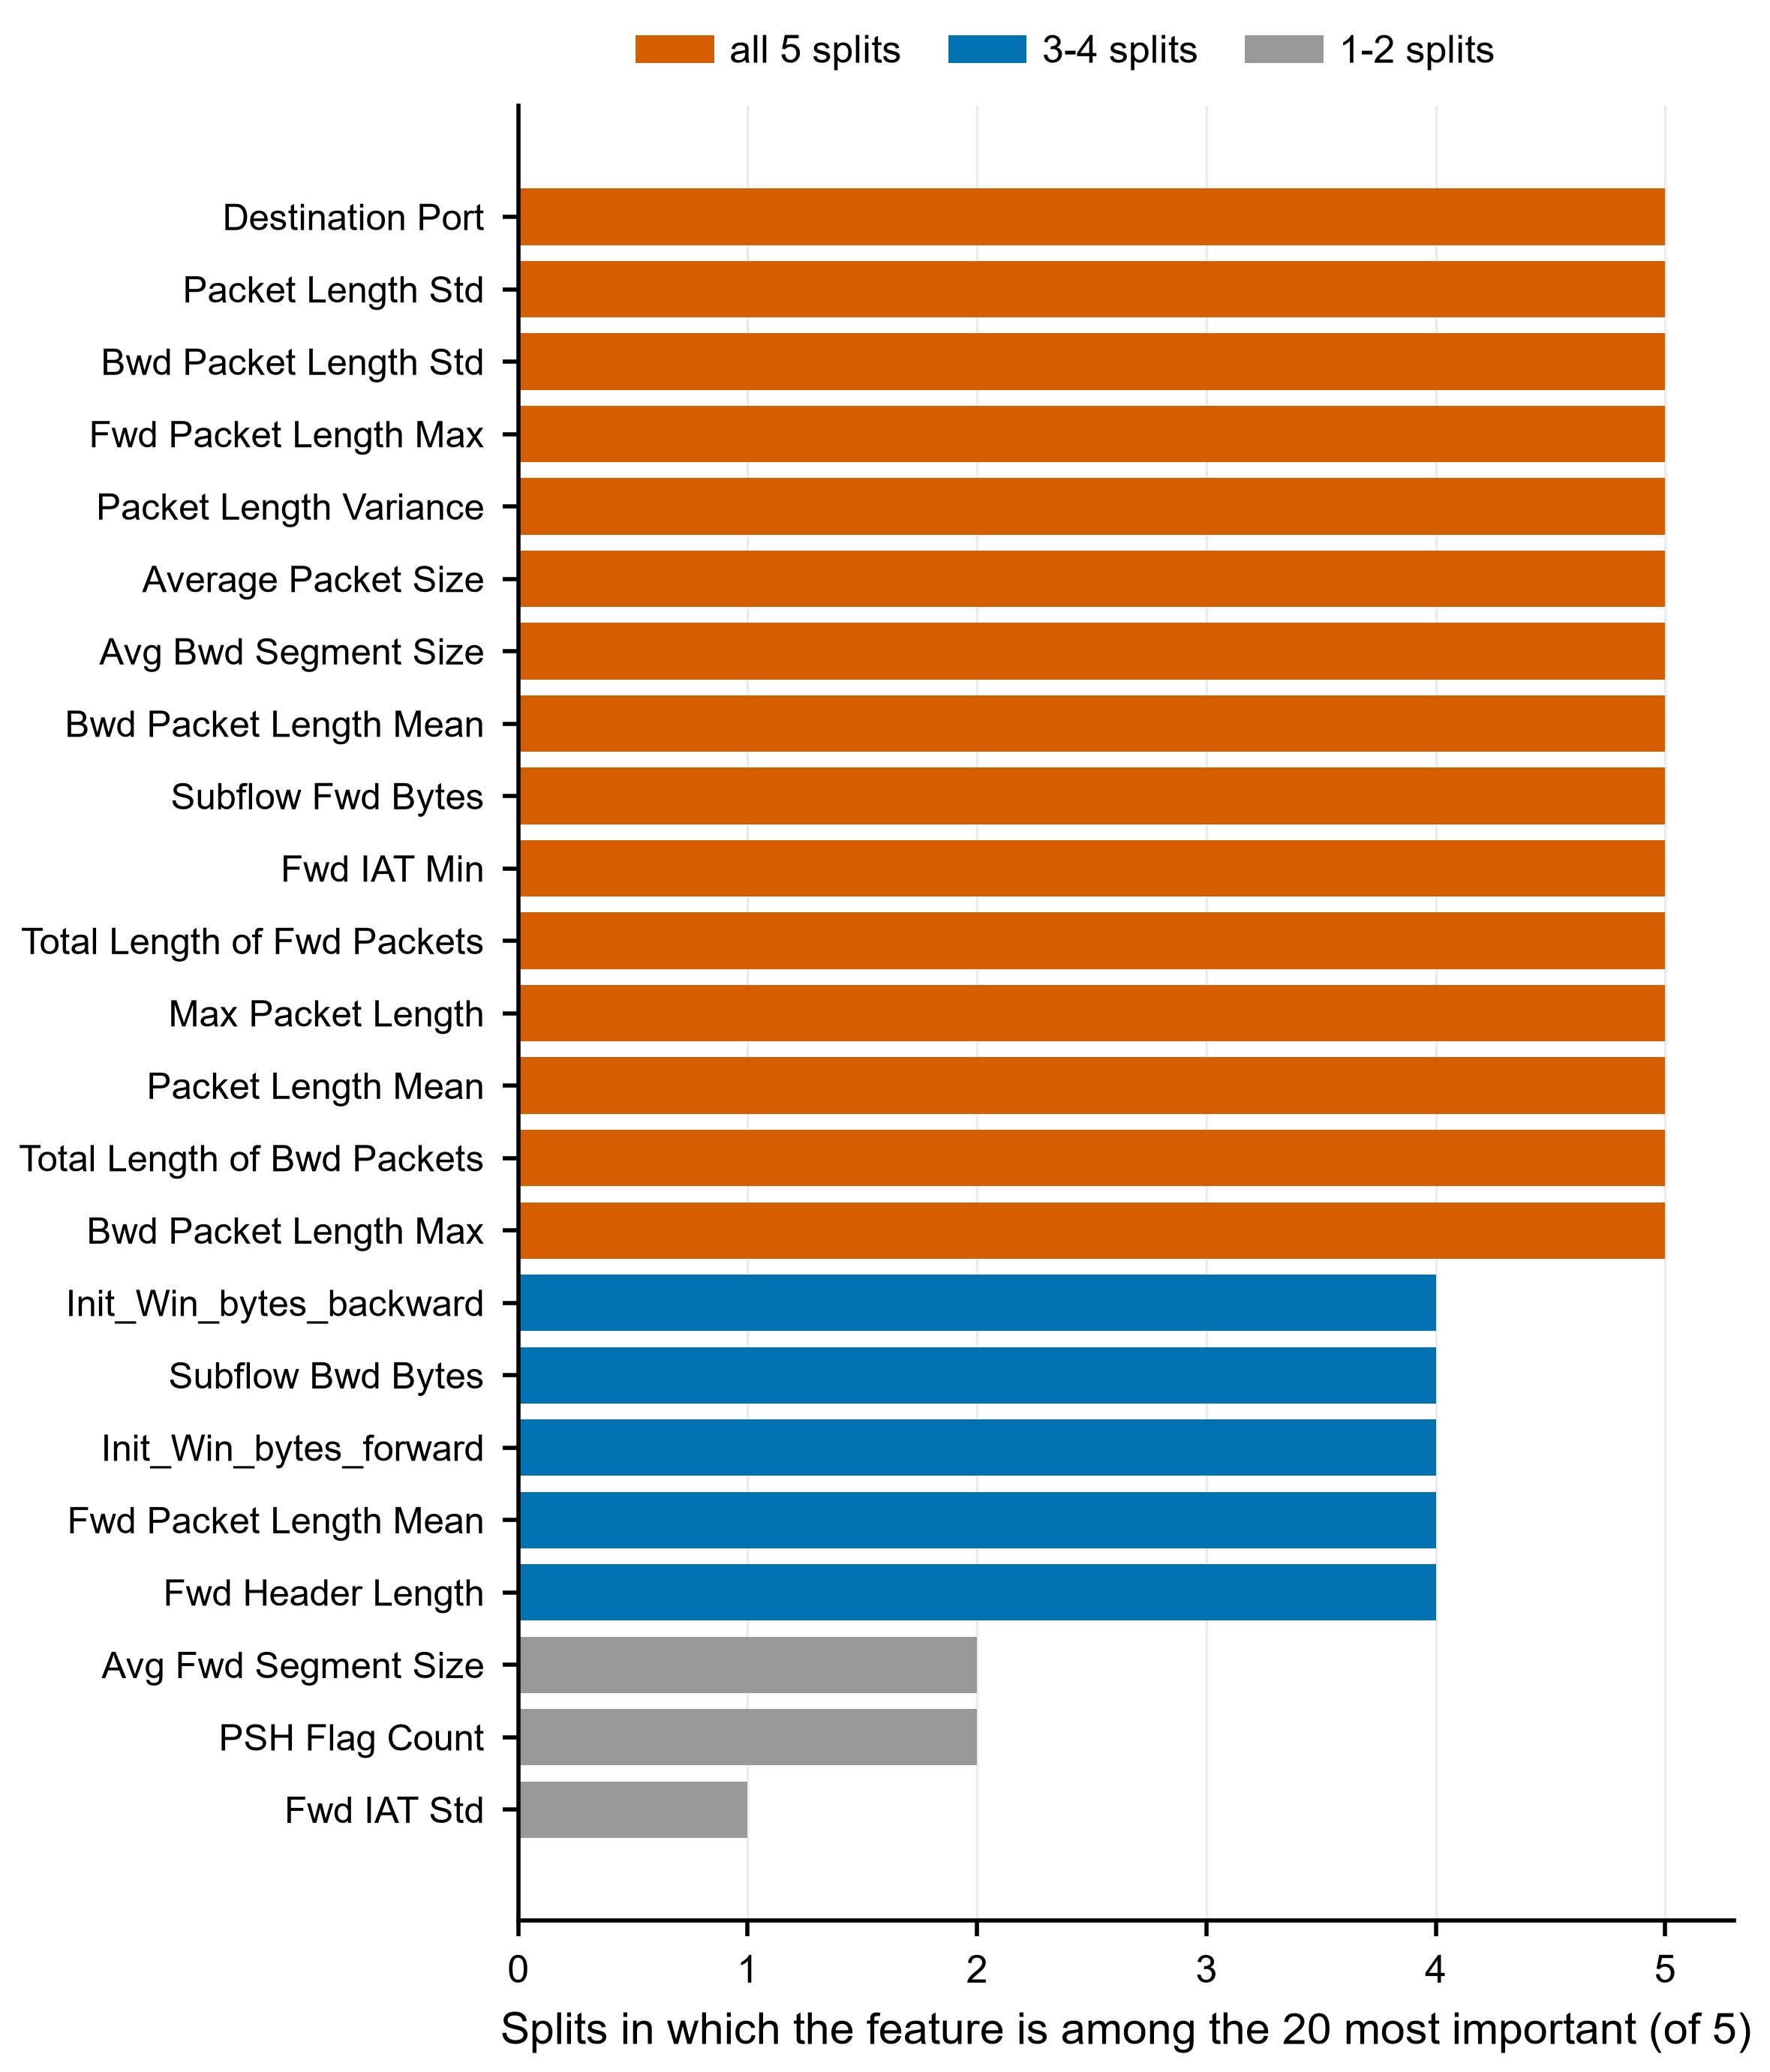 all 5 splits 3-4 splits 1-2 splits
Destination Port
Packet Length Std
Bwd Packet Length Std
Fwd Packet Length Max
Packet Length Variance
Average Packet Size
Avg Bwd Segment Size
Bwd Packet Length Mean
Subflow Fwd Bytes
Fwd IAT Min
Total Length of Fwd Packets
Max Packet Length
Packet Length Mean
Total Length of Bwd Packets
Bwd Packet Length Max
Init_Win_bytes_backward
Subflow Bwd Bytes
Init_Win_bytes_forward
Fwd Packet Length Mean
Fwd Header Length
Avg Fwd Segment Size
PSH Flag Count
Fwd IAT Std
0 1 2 3 4 5
Splits in which the feature is among the 20 most important (of 5)